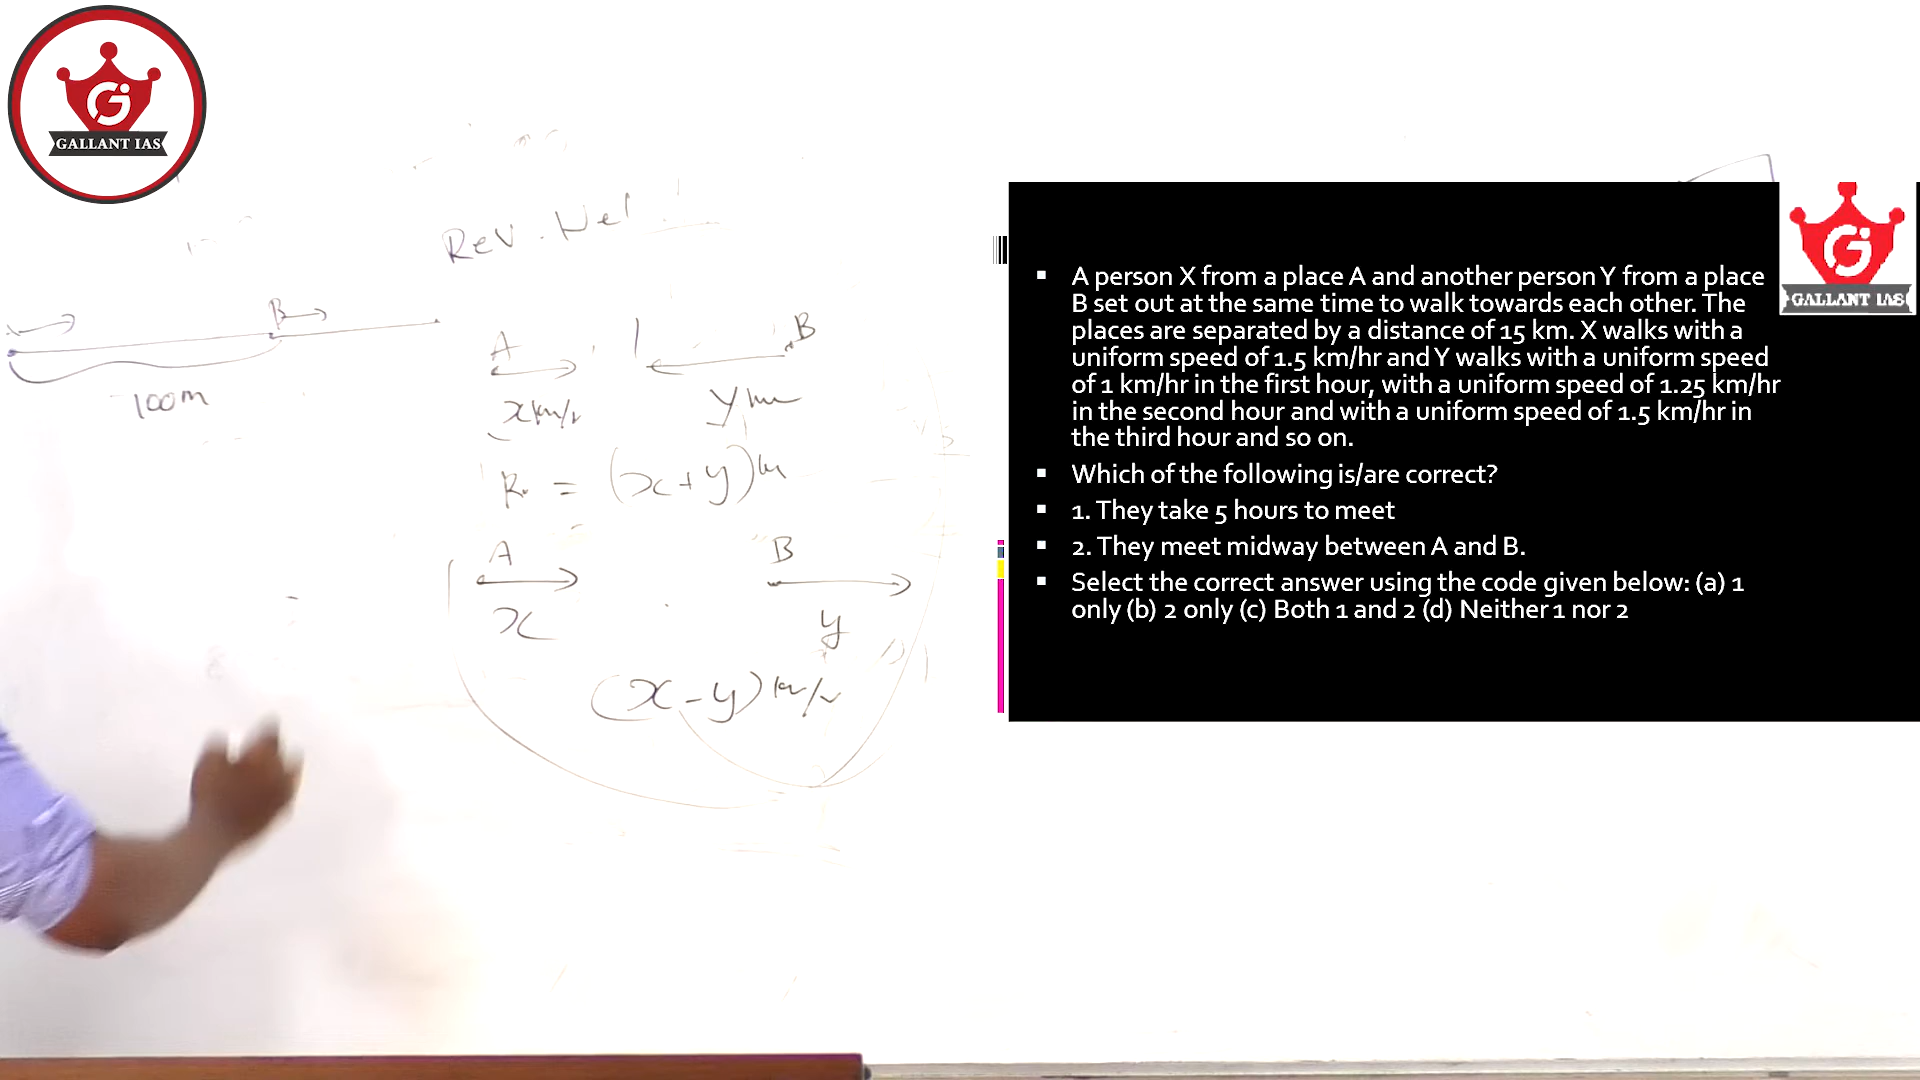 GALLANT IAS
B
100m
A
B
x km/r
y
R. = (x+y)
A
B
x
y
(x-y) km/r
GALLANT IAS
▪ A person X from a place A and another person Y from a place
B set out at the same time to walk towards each other. The
places are separated by a distance of 15 km. X walks with a
uniform speed of 1.5 km/hr and Y walks with a uniform speed
of 1 km/hr in the first hour, with a uniform speed of 1.25 km/hr
in the second hour and with a uniform speed of 1.5 km/hr in
the third hour and so on.
▪ Which of the following is/are correct?
▪ 1. They take 5 hours to meet
▪ 2. They meet midway between A and B.
▪ Select the correct answer using the code given below: (a) 1
only (b) 2 only (c) Both 1 and 2 (d) Neither 1 nor 2